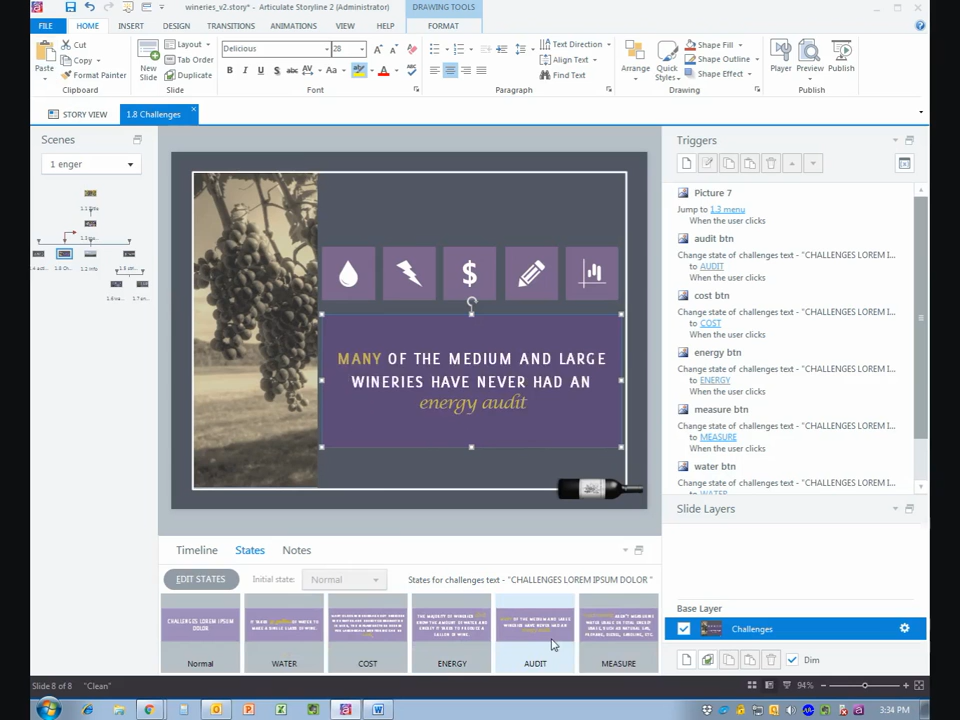 wineries_v2.story* - Articulate Storyline 2 (Administrator)
DRAWING TOOLS
FILE HOME INSERT DESIGN TRANSITIONS ANIMATIONS VIEW HELP FORMAT
Cut
Copy
Format Painter
Paste
Clipboard
New Slide
Layout
Tab Order
Duplicate
Slide
Delicious 28
B I U S abc AV Aa
Font
Text Direction
Align Text
Find Text
Paragraph
Arrange
Quick Styles
Shape Fill
Shape Outline
Shape Effect
Drawing
Player Preview Publish
Publish
STORY VIEW
1.8 Challenges
Scenes
1 enger
$
MANY OF THE MEDIUM AND LARGE
WINERIES HAVE NEVER HAD AN
energy audit
Triggers
Picture 7
Jump to 1.3 menu
When the user clicks
audit btn
Change state of challenges text - "CHALLENGES LOREM I...
to AUDIT
When the user clicks
cost btn
Change state of challenges text - "CHALLENGES LOREM I...
to COST
When the user clicks
energy btn
Change state of challenges text - "CHALLENGES LOREM I...
to ENERGY
When the user clicks
measure btn
Change state of challenges text - "CHALLENGES LOREM I...
to MEASURE
When the user clicks
water btn
Change state of challenges text - "CHALLENGES LOREM I...
to WATER
Slide Layers
Base Layer
Challenges
Dim
Timeline States Notes
EDIT STATES
Initial state: Normal
States for challenges text - "CHALLENGES LOREM IPSUM DOLOR "
CHALLENGES LOREM IPSUM
DOLOR
Normal WATER COST ENERGY AUDIT MEASURE
Slide 8 of 8 "Clean"
94%
3:34 PM